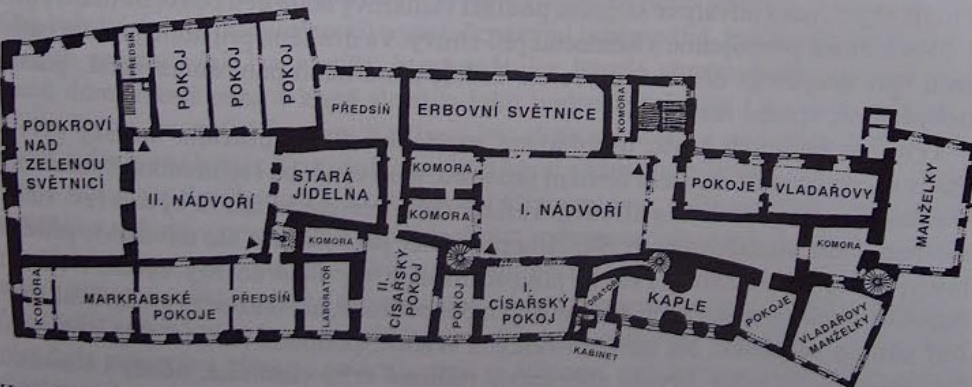 PODKROVÍ
NAD
ZELENOU
SVĚTNICÍ
PŘEDSÍŇ
POKOJ
POKOJ
POKOJ
PŘEDSÍŇ
ERBOVNÍ SVĚTNICE
KOMORA
II. NÁDVOŘÍ
STARÁ
JÍDELNA
KOMORA
KOMORA
I. NÁDVOŘÍ
POKOJE
VLADAŘOVY
MANŽELKY
KOMORA
KOMORA
KOMORA
MARKRABSKÉ
POKOJE
PŘEDSÍŇ
LABORATOŘ
II.
CÍSAŘSKÝ
POKOJ
POKOJ
I.
CÍSAŘSKÝ
POKOJ
ORATOŘ
KABINET
KAPLE
POKOJE
VLADAŘOVY
MANŽELKY